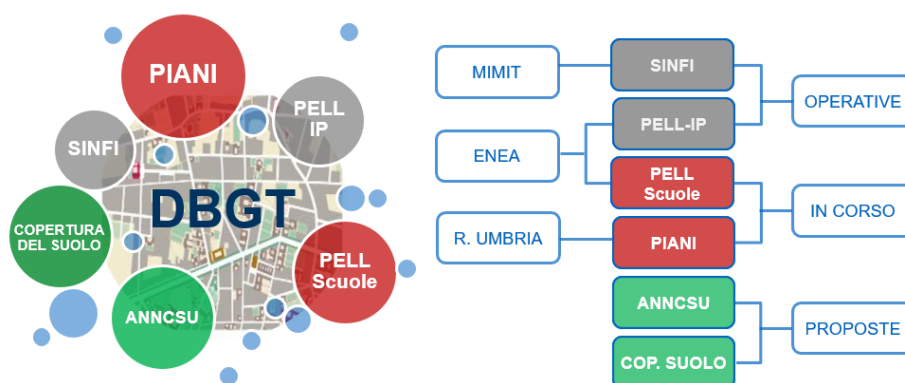 PIANI
PELL
IP
SINFI
DBGT
COPERTURA
DEL SUOLO
PELL
Scuole
ANNCSU
MIMIT
SINFI
OPERATIVE
PELL-IP
ENEA
PELL
Scuole
IN CORSO
R. UMBRIA
PIANI
ANNCSU
PROPOSTE
COP. SUOLO